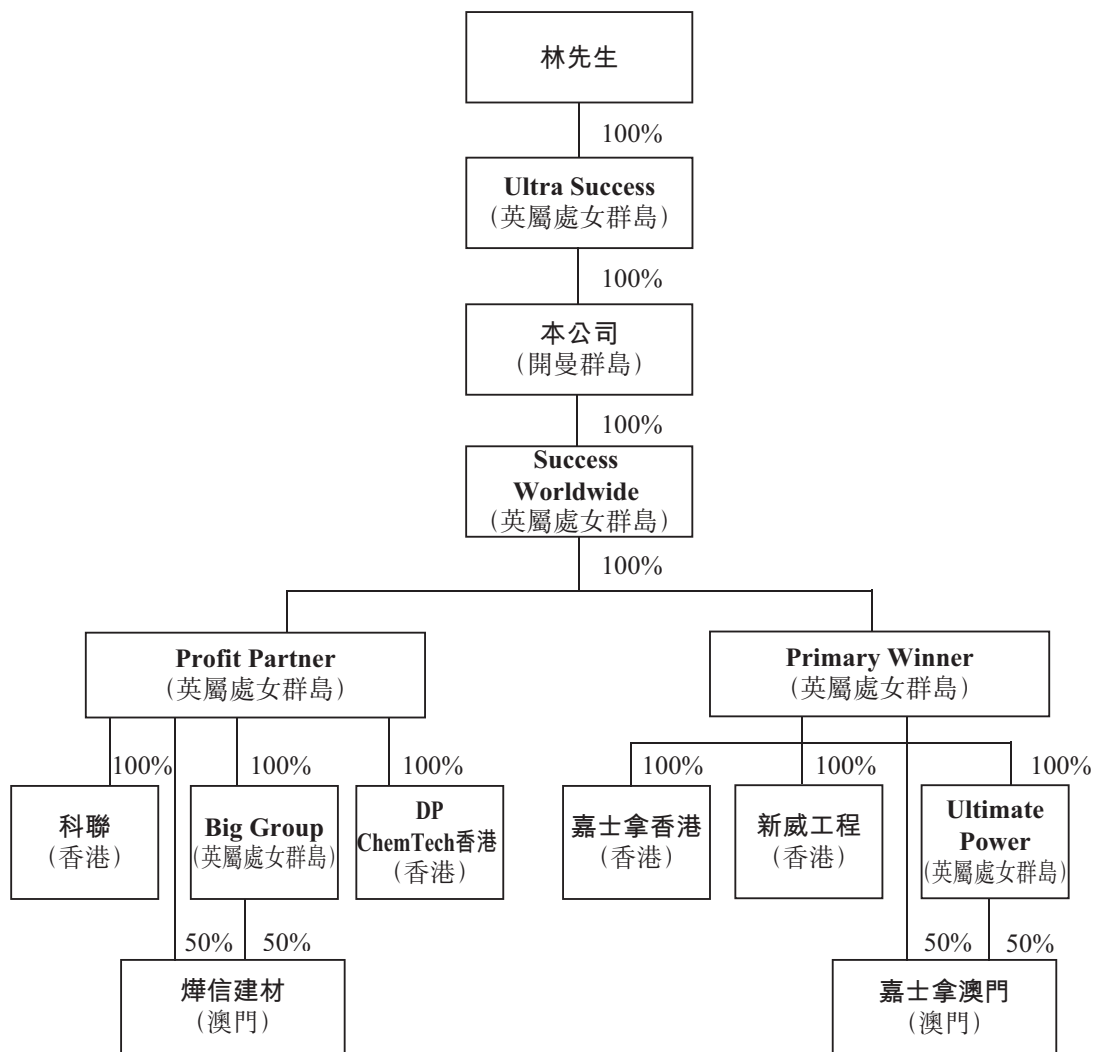 林先生
100%
Ultra Success
(英屬處女群島)
100%
本公司
(開曼群島)
100%
Success
Worldwide
(英屬處女群島)
100%
Profit Partner
(英屬處女群島)
Primary Winner
(英屬處女群島)
100%
100%
100%
100%
100%
100%
科聯
(香港)
Big Group
(英屬處女群島)
DP
ChemTech香港
(香港)
嘉士拿香港
(香港)
新威工程
(香港)
Ultimate
Power
(英屬處女群島)
50%
50%
50%
50%
燁信建材
(澳門)
嘉士拿澳門
(澳門)